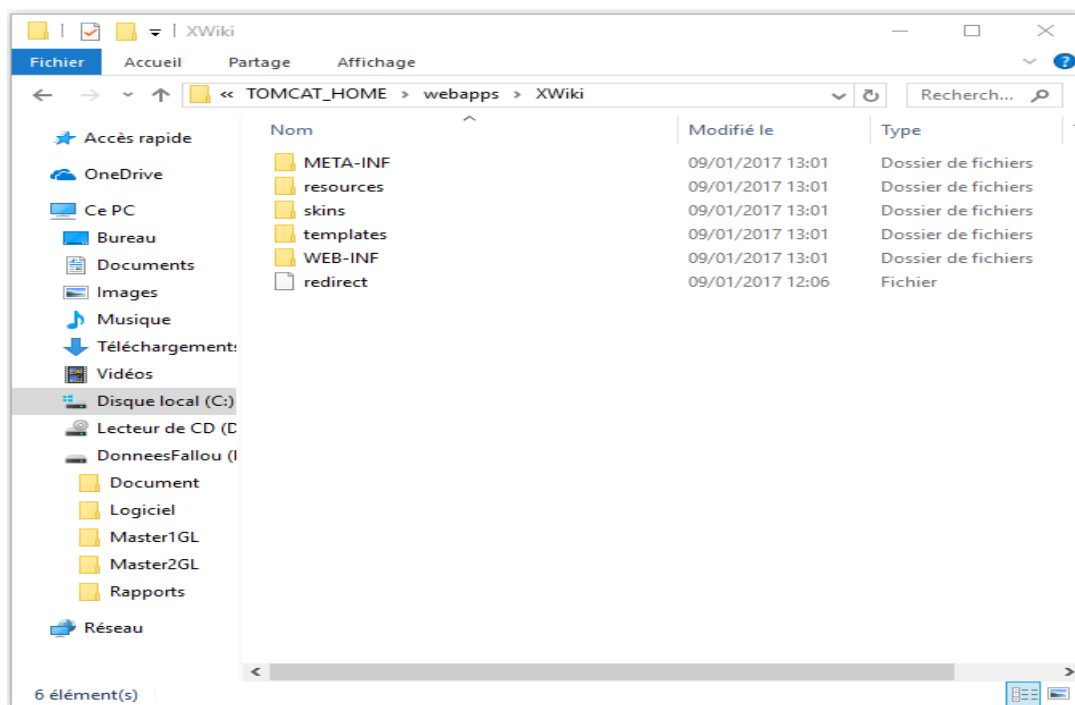 XWiki
Fichier Accueil Partage Affichage
« TOMCAT_HOME > webapps > XWiki Recherch...
Nom Modifié le Type
Accès rapide
OneDrive
Ce PC
Bureau
Documents
Images
Musique
Téléchargement
Vidéos
Disque local (C:)
Lecteur de CD (D
DonneesFallou (
Document
Logiciel
Master1GL
Master2GL
Rapports
Réseau
META-INF 09/01/2017 13:01 Dossier de fichiers
resources 09/01/2017 13:01 Dossier de fichiers
skins 09/01/2017 13:01 Dossier de fichiers
templates 09/01/2017 13:01 Dossier de fichiers
WEB-INF 09/01/2017 13:01 Dossier de fichiers
redirect 09/01/2017 12:06 Fichier
6 élément(s)